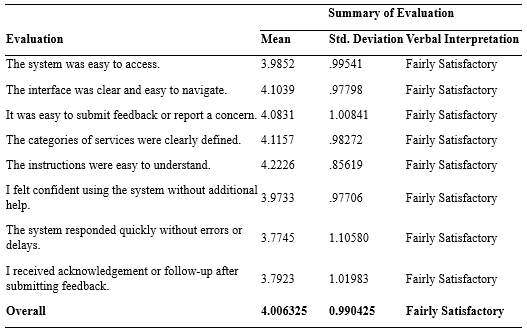 Summary of Evaluation
Evaluation Mean Std. Deviation Verbal Interpretation
The system was easy to access. 3.9852 .99541 Fairly Satisfactory
The interface was clear and easy to navigate. 4.1039 .97798 Fairly Satisfactory
It was easy to submit feedback or report a concern. 4.0831 1.00841 Fairly Satisfactory
The categories of services were clearly defined. 4.1157 .98272 Fairly Satisfactory
The instructions were easy to understand. 4.2226 .85619 Fairly Satisfactory
I felt confident using the system without additional
help. 3.9733 .97706 Fairly Satisfactory
The system responded quickly without errors or
delays. 3.7745 1.10580 Fairly Satisfactory
I received acknowledgement or follow-up after
submitting feedback. 3.7923 1.01983 Fairly Satisfactory
Overall 4.006325 0.990425 Fairly Satisfactory